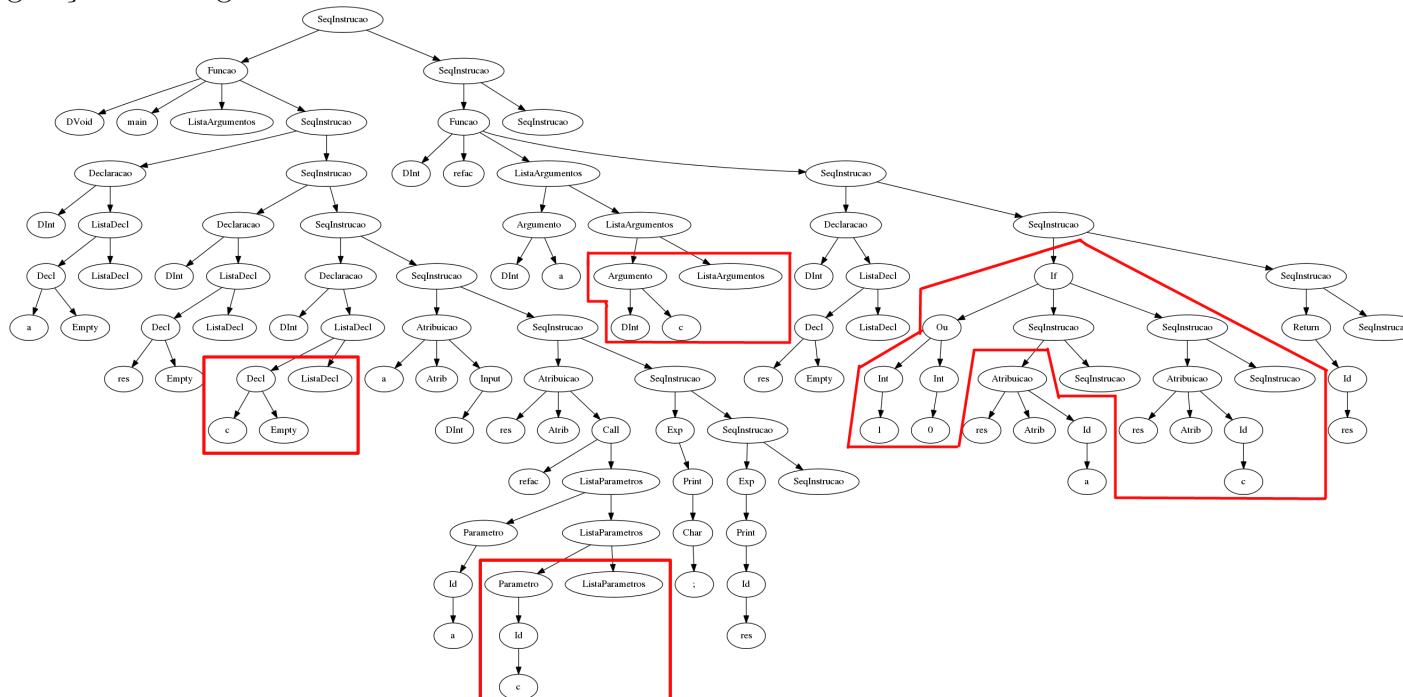 SeqInstrucao
Funcao SeqInstrucao
DVoid main ListaArgumentos SeqInstrucao Funcao SeqInstrucao
Declaracao SeqInstrucao DInt refac ListaArgumentos SeqInstrucao
DInt ListaDecl Declaracao SeqInstrucao Argumento ListaArgumentos Declaracao SeqInstrucao
Decl ListaDecl DInt ListaDecl Declaracao SeqInstrucao DInt a Argumento ListaArgumentos DInt ListaDecl If SeqInstrucao
a Empty Decl ListaDecl DInt ListaDecl Atribuicao SeqInstrucao DInt c Decl ListaDecl Ou SeqInstrucao SeqInstrucao Return SeqInstrucao
res Empty Decl ListaDecl a Atrib Input Atribuicao SeqInstrucao res Empty Int Int Atribuicao SeqInstrucao Atribuicao SeqInstrucao Id
c Empty DInt res Atrib Call Exp SeqInstrucao 1 0 res Atrib Id res Atrib Id res
refac ListaParametros Print Exp SeqInstrucao a c
Parametro ListaParametros Char Print
Id Parametro ListaParametros ; Id
a Id res
c